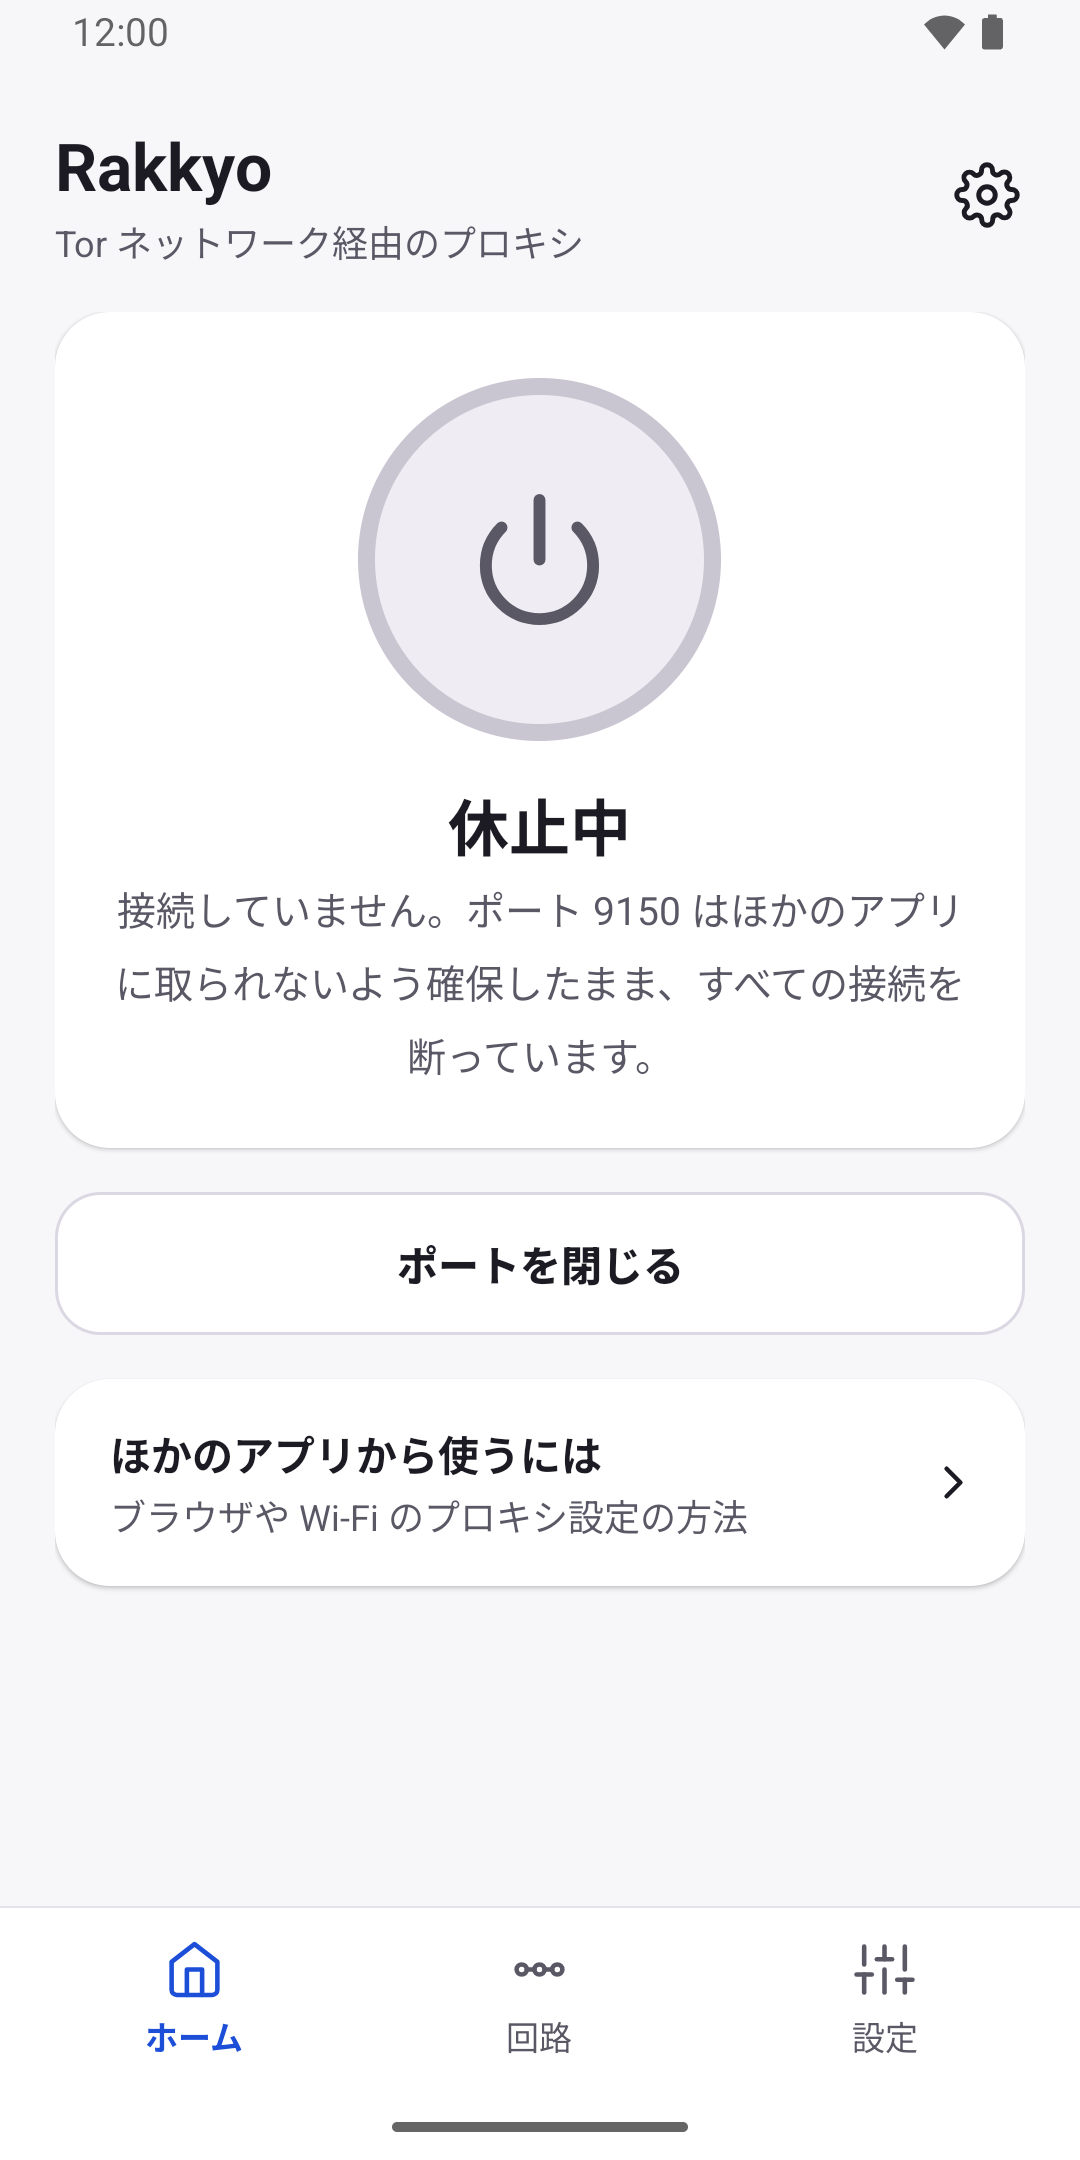 12:00
Rakkyo
Tor ネットワーク経由のプロキシ
休止中
接続していません。ポート 9150 はほかのアプリ
に取られないよう確保したまま、すべての接続を
断っています。
ポートを閉じる
ほかのアプリから使うには
ブラウザや Wi-Fi のプロキシ設定の方法
ホーム
回路
設定